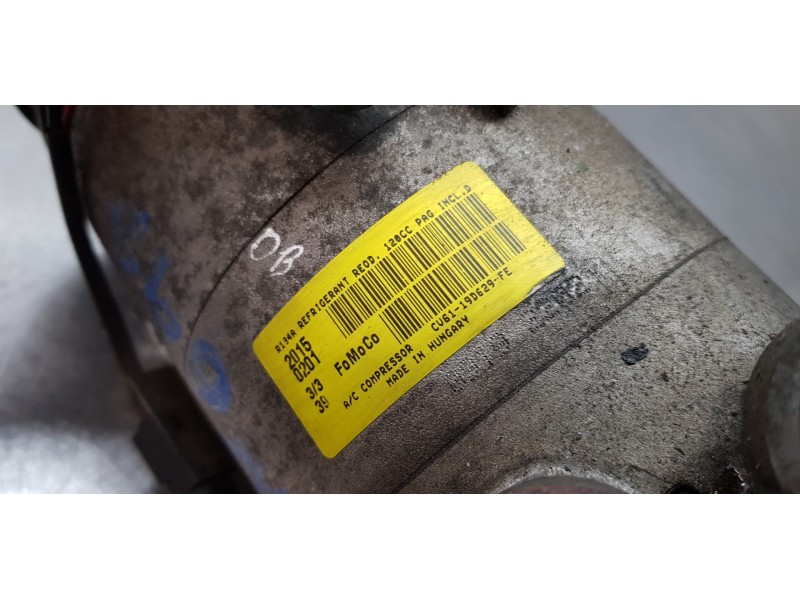 R134A REFRIGERANT REOD. 120CC PAG INCL.D
2015
0201
3/3
39
FoMoCo
A/C COMPRESSOR CV61-19D629-FE
MADE IN HUNGARY
OB